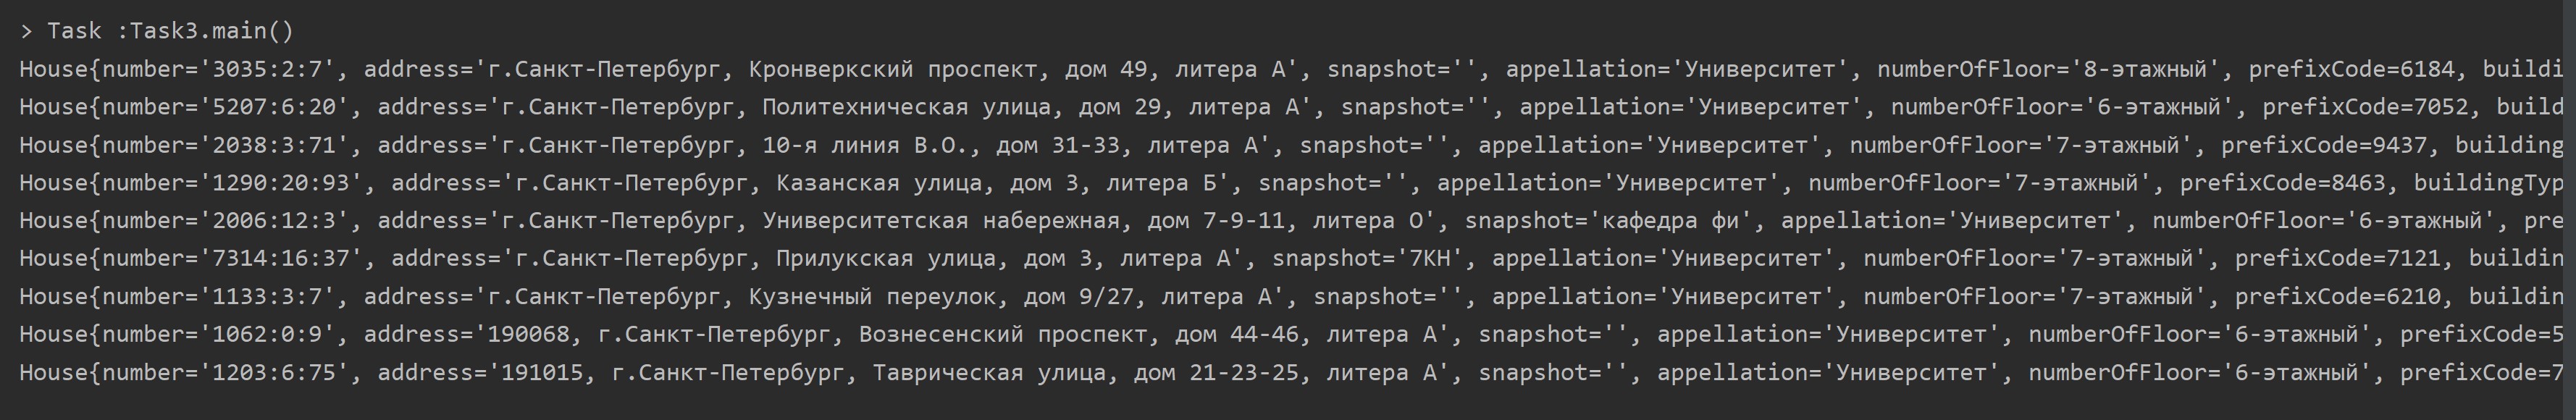 > Task :Task3.main()
House{number='3035:2:7', address='г.Санкт-Петербург, Кронверкский проспект, дом 49, литера А', snapshot='', appellation='Университет', numberOfFloor='8-этажный', prefixCode=6184, buildi
House{number='5207:6:20', address='г.Санкт-Петербург, Политехническая улица, дом 29, литера А', snapshot='', appellation='Университет', numberOfFloor='6-этажный', prefixCode=7052, build
House{number='2038:3:71', address='г.Санкт-Петербург, 10-я линия В.О., дом 31-33, литера А', snapshot='', appellation='Университет', numberOfFloor='7-этажный', prefixCode=9437, building
House{number='1290:20:93', address='г.Санкт-Петербург, Казанская улица, дом 3, литера Б', snapshot='', appellation='Университет', numberOfFloor='7-этажный', prefixCode=8463, buildingTyp
House{number='2006:12:3', address='г.Санкт-Петербург, Университетская набережная, дом 7-9-11, литера О', snapshot='кафедра фи', appellation='Университет', numberOfFloor='6-этажный', pre
House{number='7314:16:37', address='г.Санкт-Петербург, Прилукская улица, дом 3, литера А', snapshot='7КН', appellation='Университет', numberOfFloor='7-этажный', prefixCode=7121, buildin
House{number='1133:3:7', address='г.Санкт-Петербург, Кузнечный переулок, дом 9/27, литера А', snapshot='', appellation='Университет', numberOfFloor='7-этажный', prefixCode=6210, buildin
House{number='1062:0:9', address='190068, г.Санкт-Петербург, Вознесенский проспект, дом 44-46, литера А', snapshot='', appellation='Университет', numberOfFloor='6-этажный', prefixCode=5
House{number='1203:6:75', address='191015, г.Санкт-Петербург, Таврическая улица, дом 21-23-25, литера А', snapshot='', appellation='Университет', numberOfFloor='6-этажный', prefixCode=7